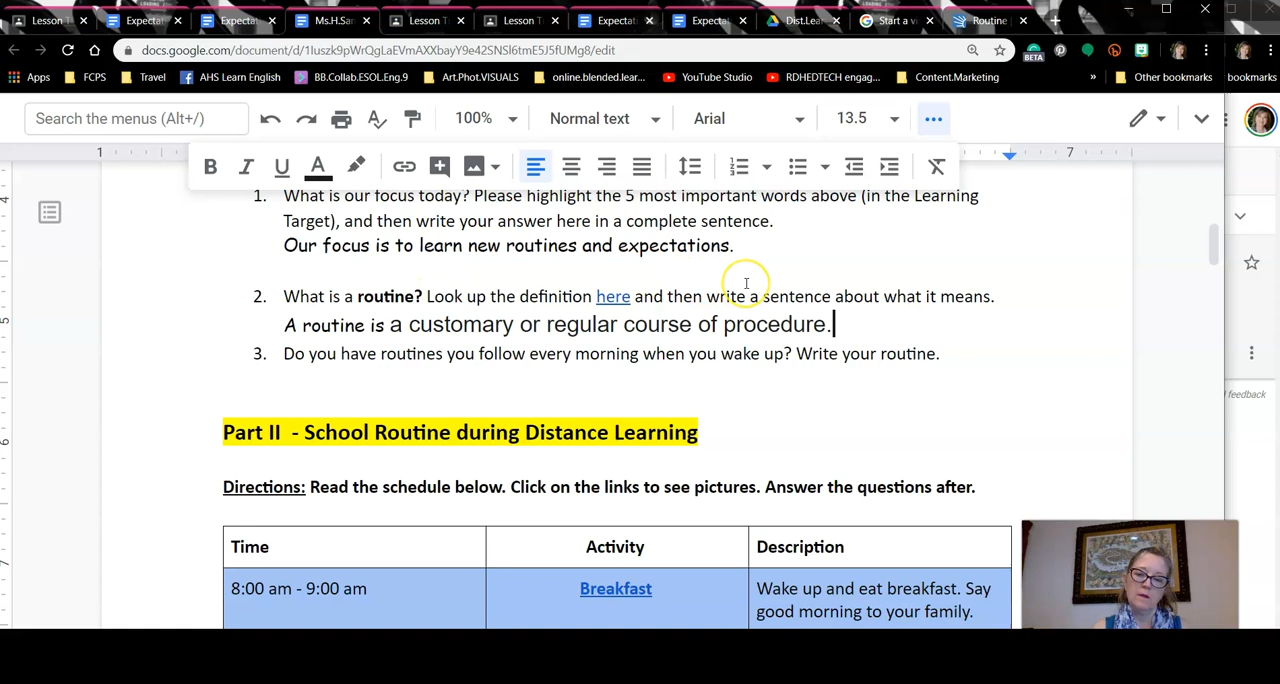 Lesson T
Expectat
Expectat
Ms.H.San
Lesson T
Lesson T
Expectati
Expectat
Dist.Lear
Start a vi
Routine
docs.google.com/document/d/1Iuszk9pWrQgLaEVmAXXbayY9e42SNSl6tmE5J5fUMg8/edit
BETA
Apps
FCPS
Travel
AHS Learn English
BB.Collab.ESOL.Eng.9
Art.Phot.VISUALS
online.blended.lear...
YouTube Studio
RDHEDTECH engag...
Content.Marketing
»
Other bookmarks
bookmarks
Search the menus (Alt+/)
100%
Normal text
Arial
13.5
1
7
1. What is our focus today? Please highlight the 5 most important words above (in the Learning
Target), and then write your answer here in a complete sentence.
Our focus is to learn new routines and expectations.
2. What is a routine? Look up the definition here and then write a sentence about what it means.
A routine is a customary or regular course of procedure.
3. Do you have routines you follow every morning when you wake up? Write your routine.
feedback
Part II - School Routine during Distance Learning
Directions: Read the schedule below. Click on the links to see pictures. Answer the questions after.
Time
Activity
Description
8:00 am - 9:00 am
Breakfast
Wake up and eat breakfast. Say
good morning to your family.